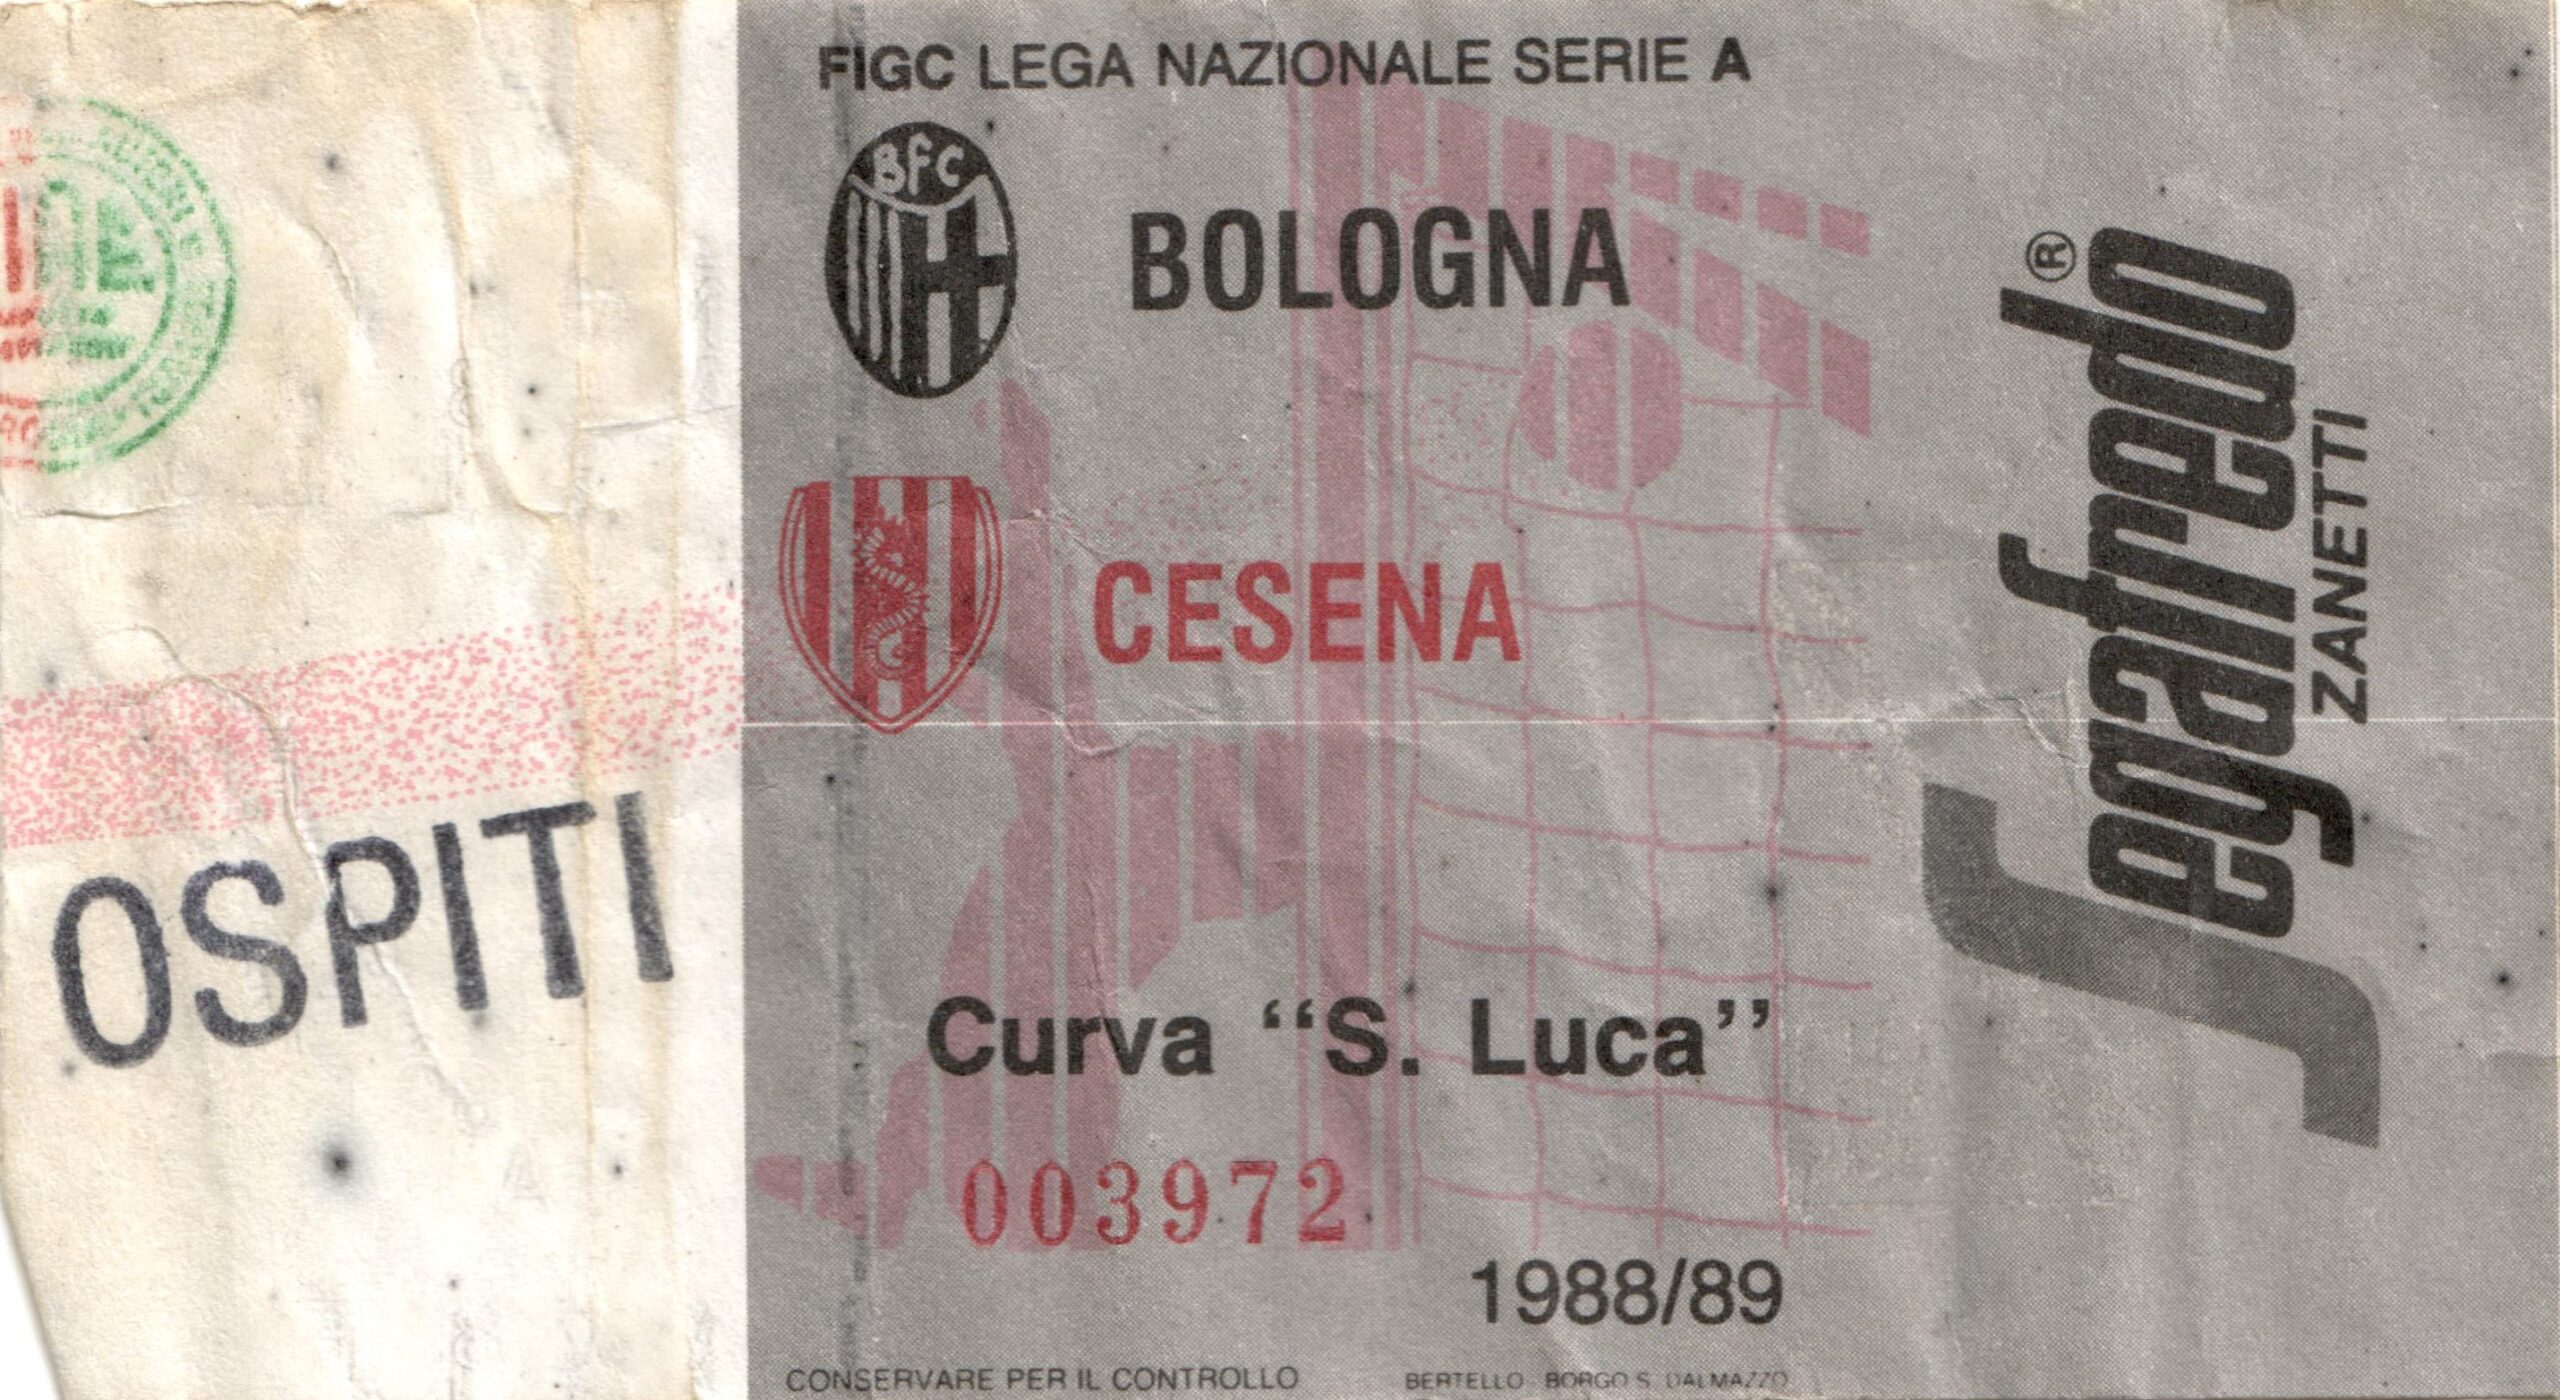 FIGC LEGA NAZIONALE SERIE A
BFC
BOLOGNA
CESENA
OSPITI
Curva “S. Luca”
003972
1988/89
CONSERVARE PER IL CONTROLLO
BERTELLO - BORGO S. DALMAZZO
Segafredo®
ZANETTI